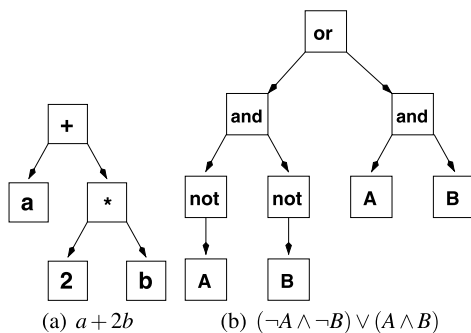 or
and
and
+
a
*
not
not
A
B
2
b
A
B
(a) a + 2b
(b) (¬A ∧ ¬B) ∨ (A ∧ B)